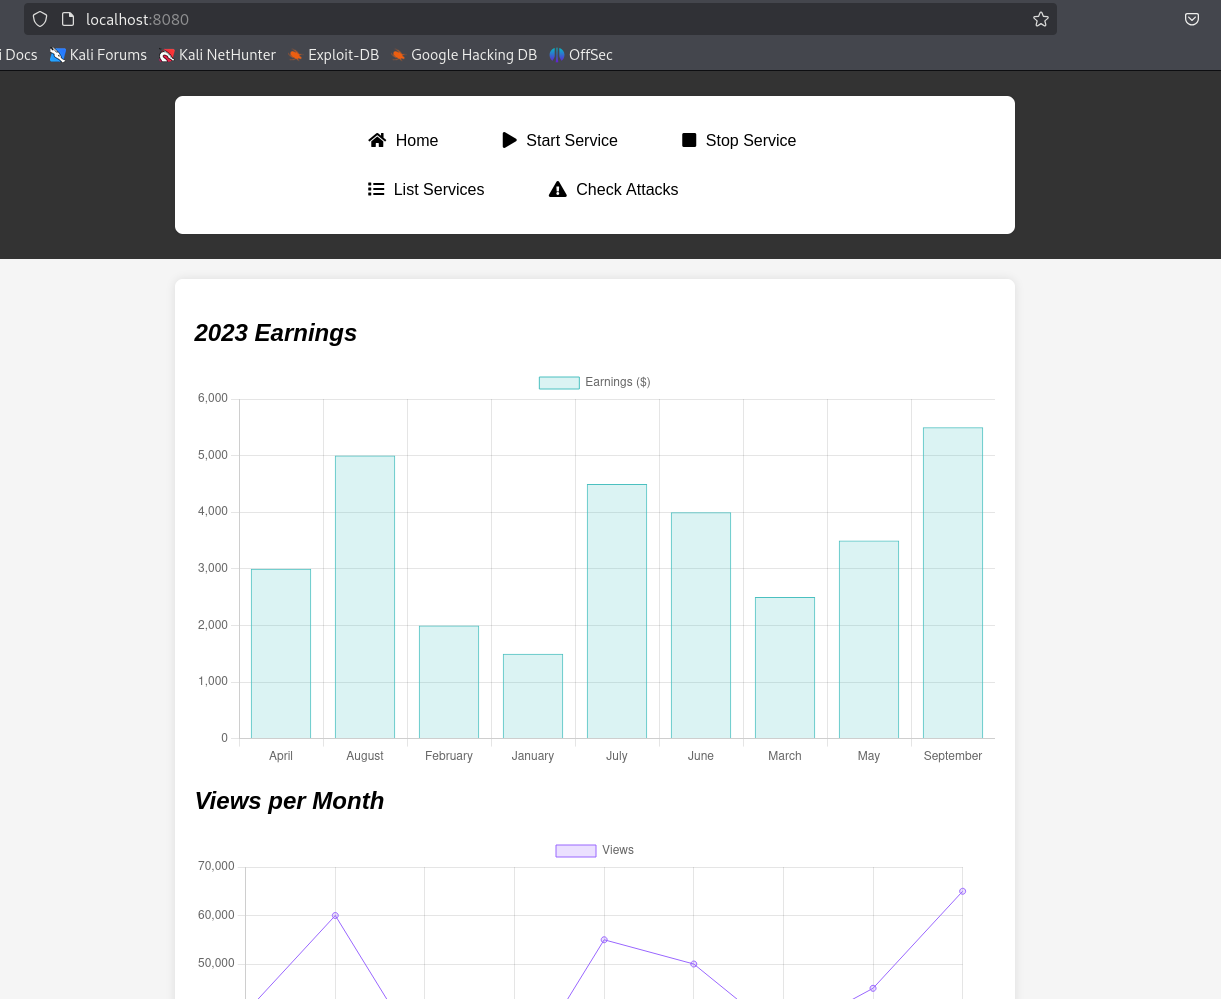 localhost:8080
i Docs Kali Forums Kali NetHunter Exploit-DB Google Hacking DB OffSec
Home Start Service Stop Service
List Services Check Attacks
2023 Earnings
Earnings ($)
6,000
5,000
4,000
3,000
2,000
1,000
0
April August February January July June March May September
Views per Month
Views
70,000
60,000
50,000